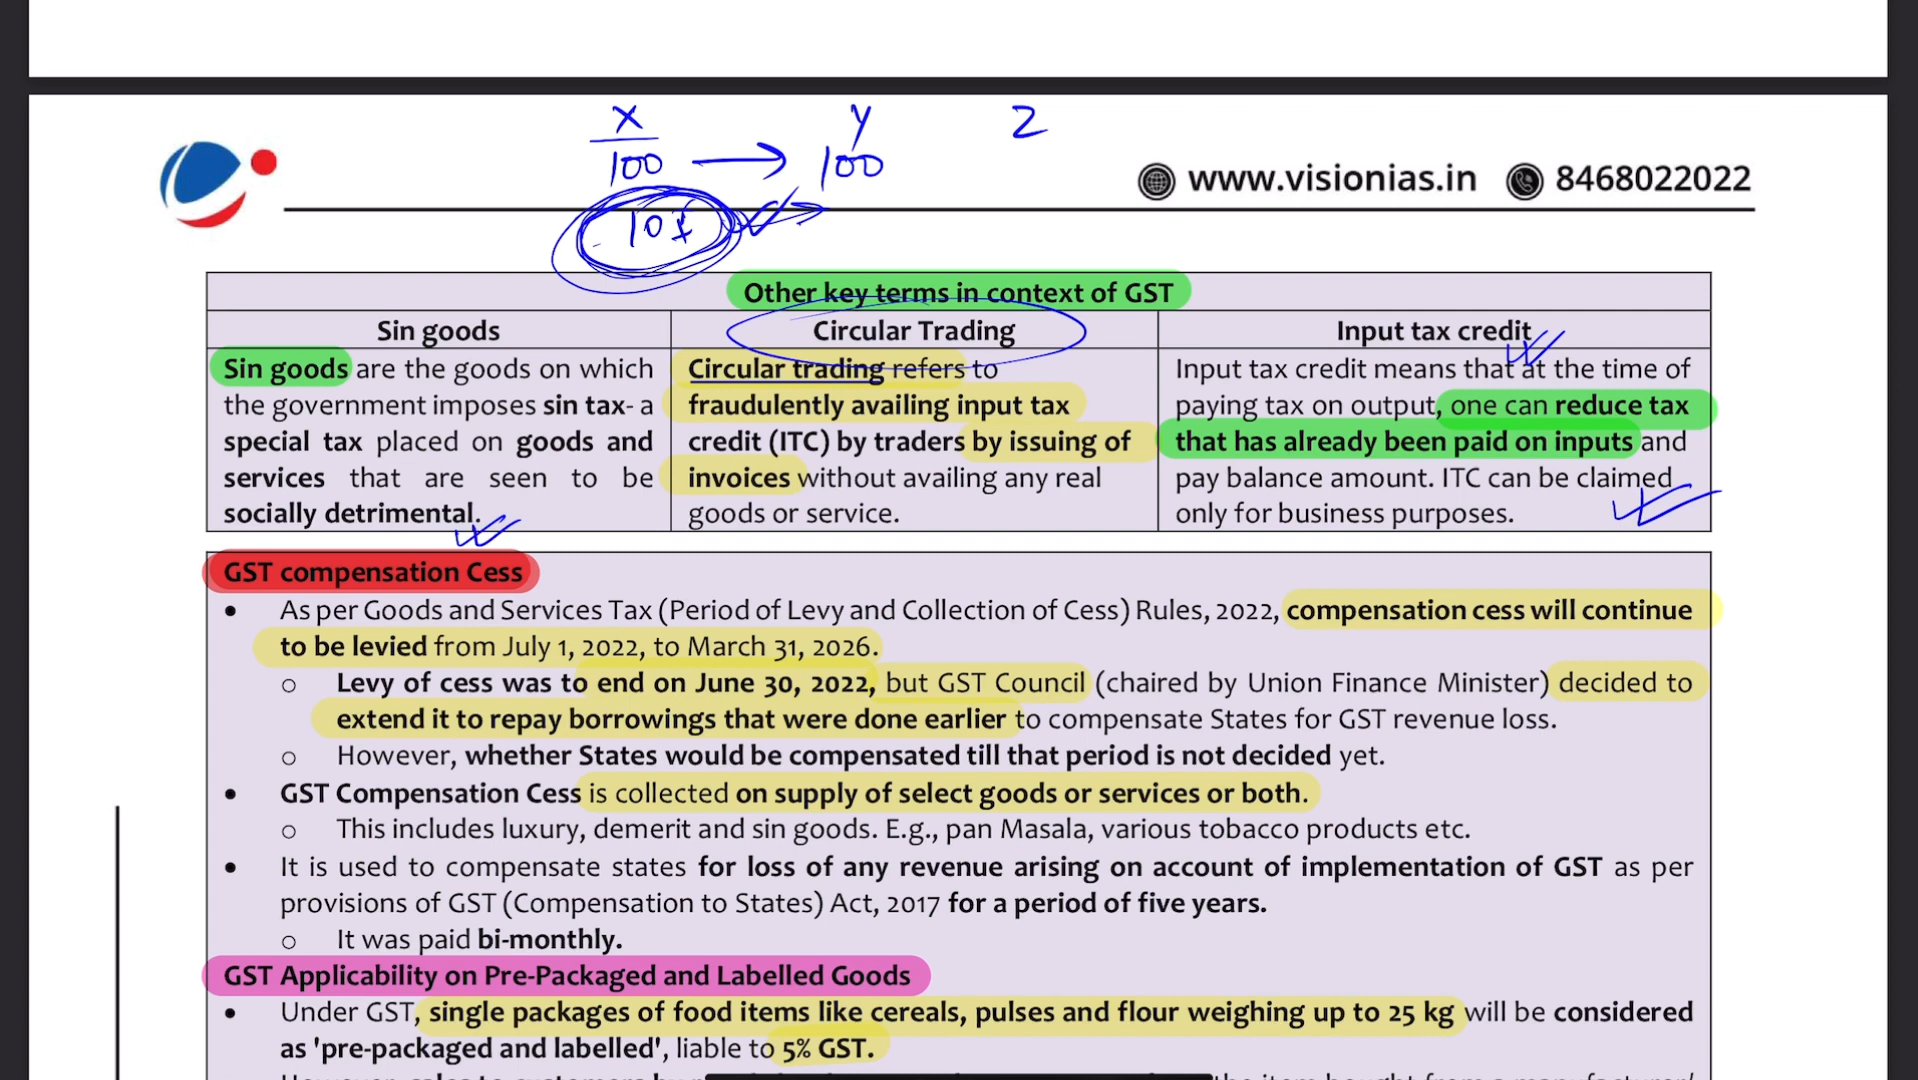 x y 2
100 → 100
www.visionias.in 8468022022
Other key terms in context of GST
Sin goods
Sin goods are the goods on which
the government imposes sin tax- a
special tax placed on goods and
services that are seen to be
socially detrimental.
Circular Trading
Circular trading refers to
fraudulently availing input tax
credit (ITC) by traders by issuing of
invoices without availing any real
goods or service.
Input tax credit
Input tax credit means that at the time of
paying tax on output, one can reduce tax
that has already been paid on inputs and
pay balance amount. ITC can be claimed
only for business purposes.
GST compensation Cess
• As per Goods and Services Tax (Period of Levy and Collection of Cess) Rules, 2022, compensation cess will continue
to be levied from July 1, 2022, to March 31, 2026.
o Levy of cess was to end on June 30, 2022, but GST Council (chaired by Union Finance Minister) decided to
extend it to repay borrowings that were done earlier to compensate States for GST revenue loss.
o However, whether States would be compensated till that period is not decided yet.
• GST Compensation Cess is collected on supply of select goods or services or both.
o This includes luxury, demerit and sin goods. E.g., pan Masala, various tobacco products etc.
• It is used to compensate states for loss of any revenue arising on account of implementation of GST as per
provisions of GST (Compensation to States) Act, 2017 for a period of five years.
o It was paid bi-monthly.
GST Applicability on Pre-Packaged and Labelled Goods
• Under GST, single packages of food items like cereals, pulses and flour weighing up to 25 kg will be considered
as 'pre-packaged and labelled', liable to 5% GST.